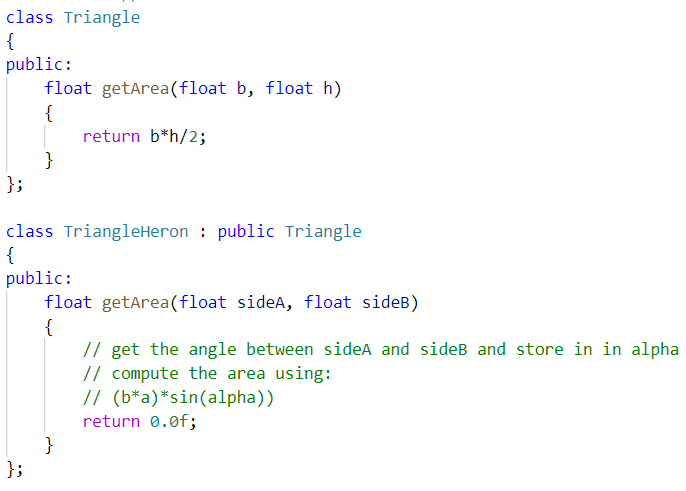 class Triangle
{
public:
    float getArea(float b, float h)
    {
        return b*h/2;
    }
};

class TriangleHeron : public Triangle
{
public:
    float getArea(float sideA, float sideB)
    {
        // get the angle between sideA and sideB and store in in alpha
        // compute the area using:
        // (b*a)*sin(alpha))
        return 0.0f;
    }
};